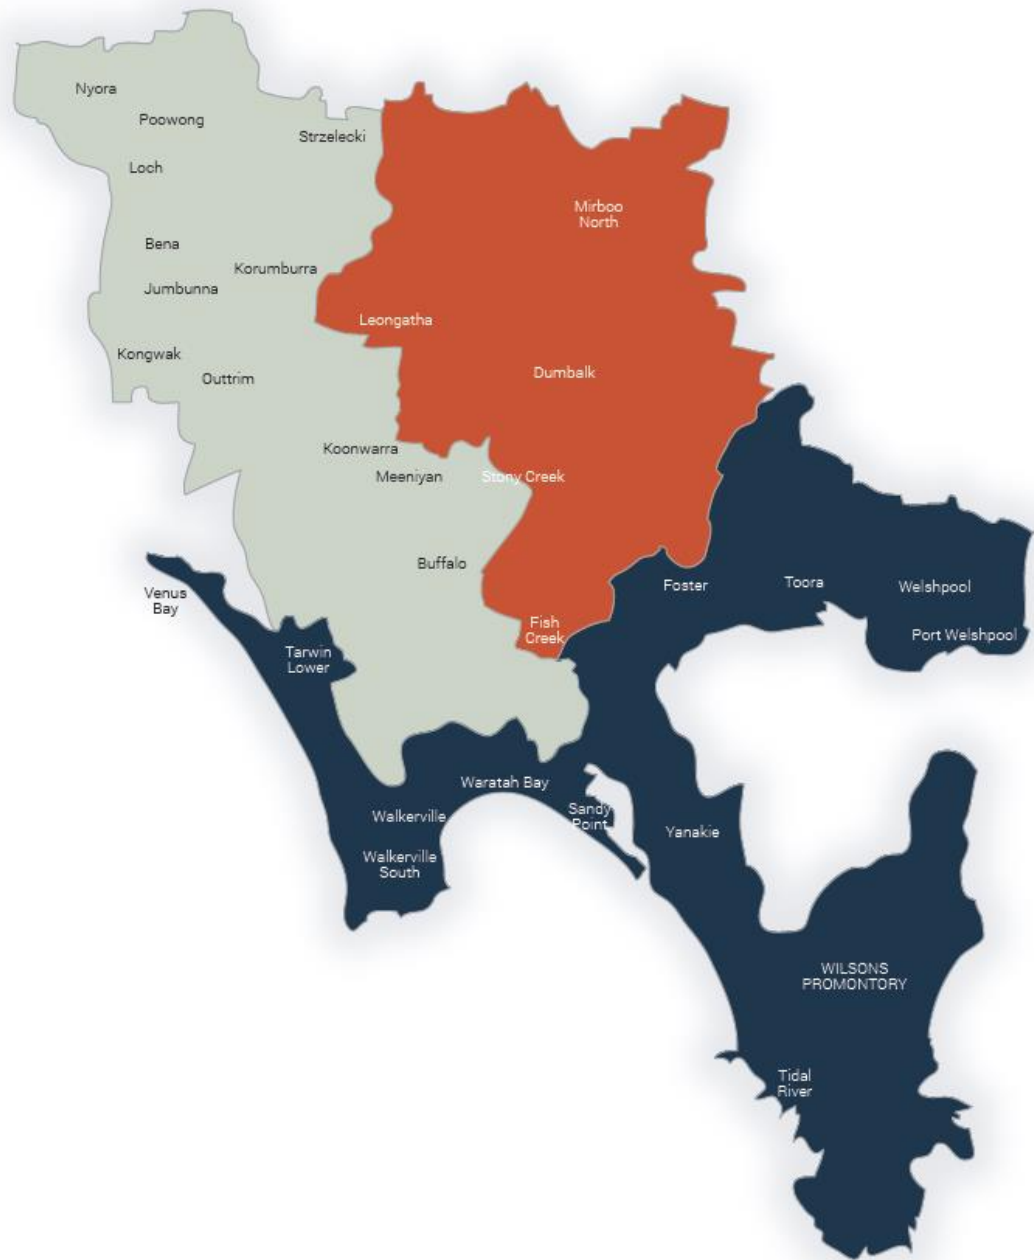 Nyora
Poowong
Strzelecki
Loch
Mirboo
North
Bena
Korumburra
Jumbunna
Leongatha
Kongwak
Outtrim
Dumbalk
Koonwarra
Meeniyan
Stony Creek
Buffalo
Foster
Toora
Welshpool
Venus
Bay
Fish
Creek
Port Welshpool
Tarwin
Lower
Waratah Bay
Walkerville
Sandy
Point
Yanakie
Walkerville
South
WILSONS
PROMONTORY
Tidal
River